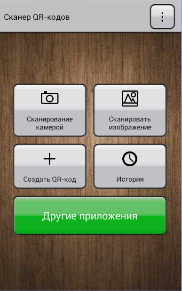 Сканер QR-кодов
Сканирование
камерой
Сканировать
изображение
Создать QR-код
История
Другие приложения